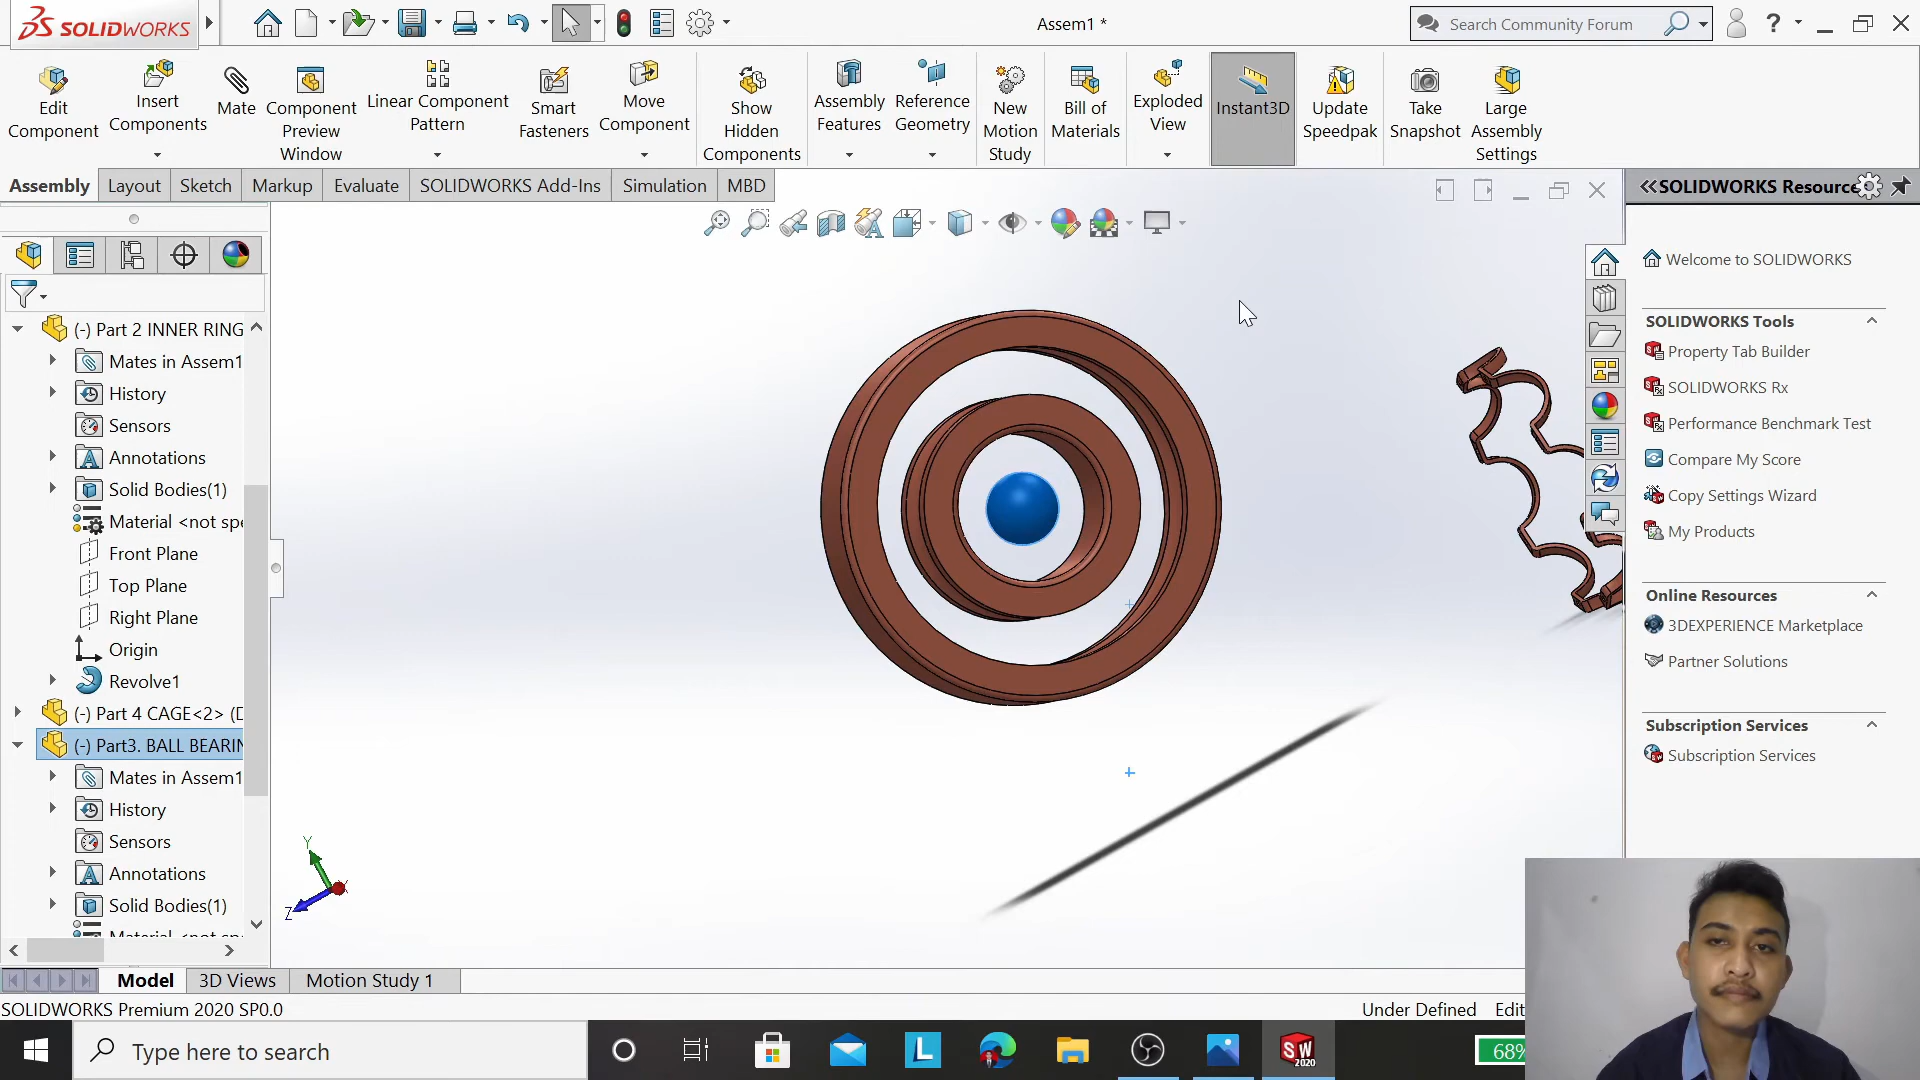 SOLIDWORKS
Assem1 *
Search Community Forum
?
Edit Component
Insert Components
Mate
Component Preview Window
Linear Component Pattern
Smart Fasteners
Move Component
Show Hidden Components
Assembly Features
Reference Geometry
New Motion Study
Bill of Materials
Exploded View
Instant3D
Update Speedpak
Take Snapshot
Large Assembly Settings
Assembly
Layout
Sketch
Markup
Evaluate
SOLIDWORKS Add-Ins
Simulation
MBD
(-) Part 2 INNER RING
Mates in Assem1
History
Sensors
Annotations
Solid Bodies(1)
Material <not spe
Front Plane
Top Plane
Right Plane
Origin
Revolve1
(-) Part 4 CAGE<2> (D
(-) Part3. BALL BEARIN
Mates in Assem1
History
Sensors
Annotations
Solid Bodies(1)
Y
Z
X
SOLIDWORKS Resource
Welcome to SOLIDWORKS
SOLIDWORKS Tools
Property Tab Builder
SOLIDWORKS Rx
Performance Benchmark Test
Compare My Score
Copy Settings Wizard
My Products
Online Resources
3DEXPERIENCE Marketplace
Partner Solutions
Subscription Services
Subscription Services
Model
3D Views
Motion Study 1
SOLIDWORKS Premium 2020 SP0.0
Under Defined
Edit
Type here to search
L
SW
2020
68%